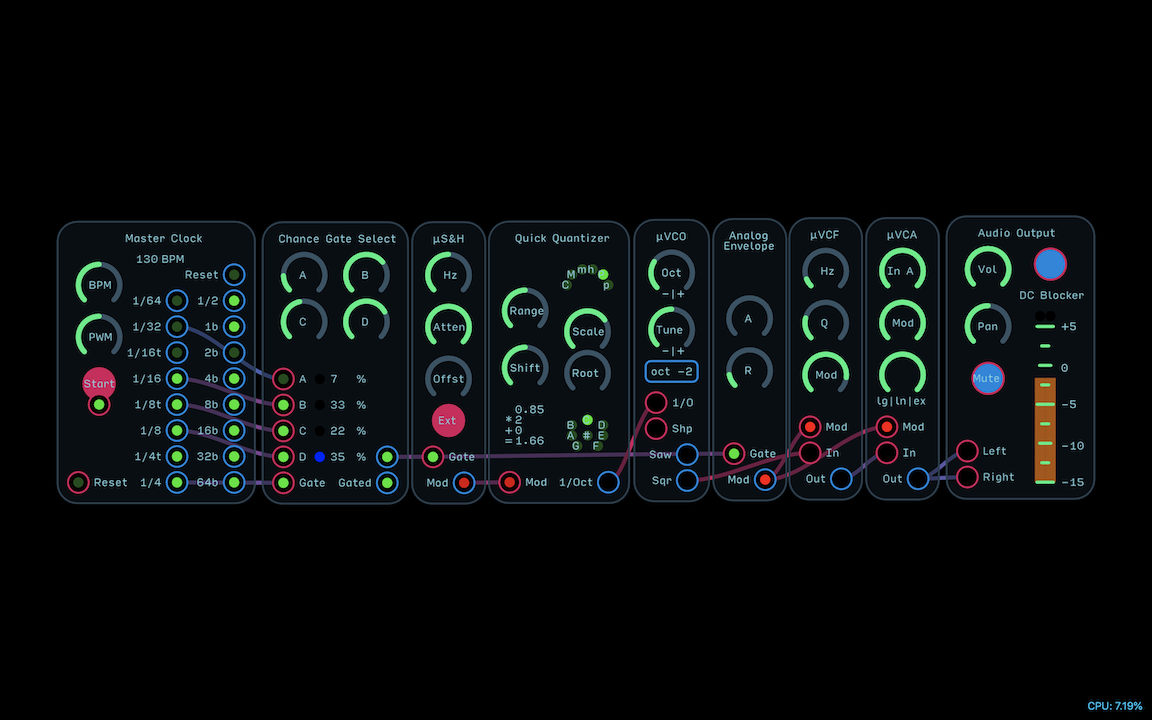 Master Clock
130 BPM
BPM
Reset
1/64 1/2
1/32 1b
PWM
1/16t 2b
Start
1/16 4b
1/8t 8b
1/8 16b
1/4t 32b
Reset 1/4 64b
Chance Gate Select
A B
C D
A 7 %
B 33 %
C 22 %
D 35 %
Gate Gated
µS&H
Hz
Atten
Offst
Ext
Gate
Mod
Quick Quantizer
C M m h p
Range
Scale
Shift
Root
0.85
*2
+0
=1.66
B D
A # E
G F
Mod 1/Oct
µVCO
Oct
-|+
Tune
-|+
oct -2
1/O
Shp
Saw
Sqr
Analog
Envelope
A
R
Gate
Mod
µVCF
Hz
Q
Mod
Mod
In
Out
µVCA
In A
Mod
lg|ln|ex
Mod
In
Out
Audio Output
Vol
DC Blocker
Pan
+5
0
Mute
-5
-10
-15
Left
Right
CPU: 7.19%